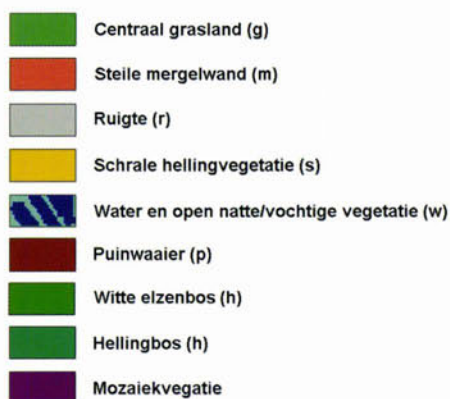 Centraal grasland (g)
Steile mergelwand (m)
Ruigte (r)
Schrale hellingvegetatie (s)
Water en open natte/vochtige vegetatie (w)
Puinwaaier (p)
Witte elzenbos (h)
Hellingbos (h)
Mozaiekvegatie